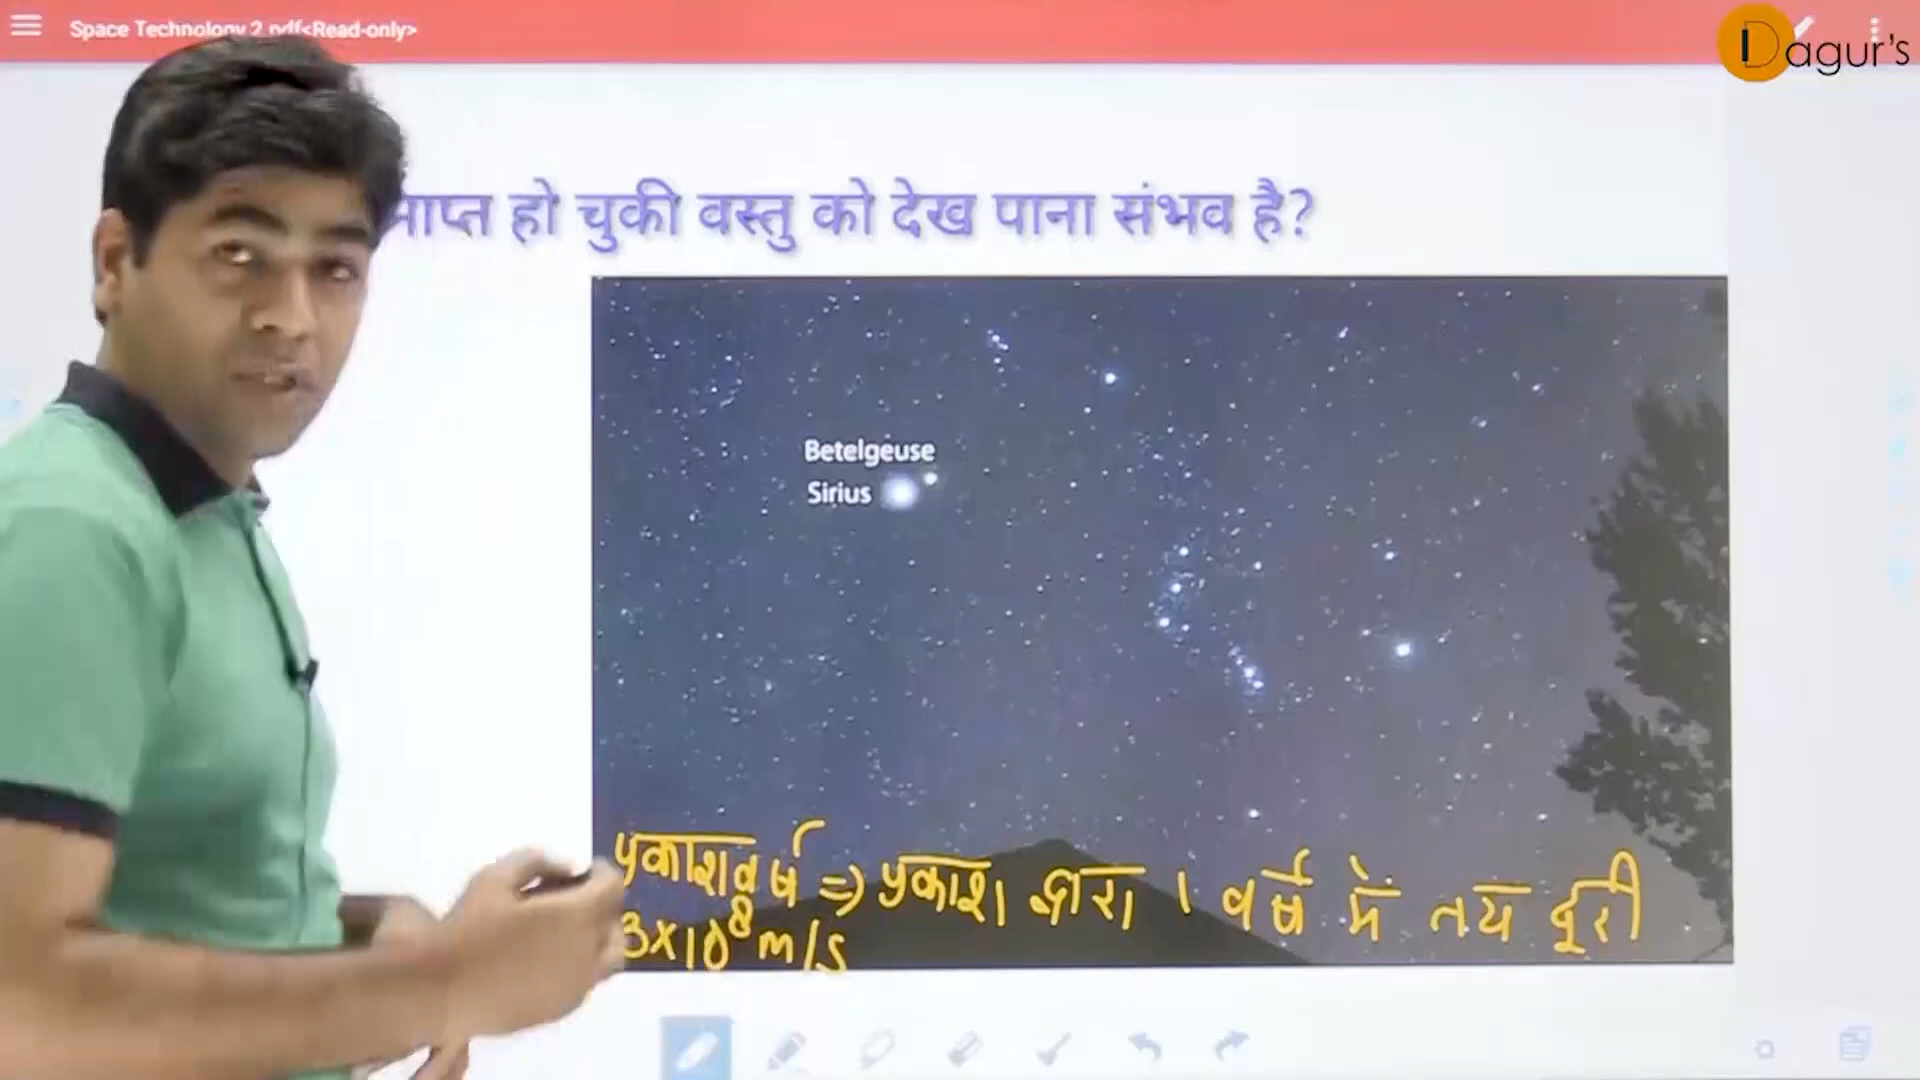 Space Technology 2.pdf<Read-only>
Dagur's
हो चुकी वस्तु को देख पाना संभव है?
Betelgeuse
Sirius
प्रकाशवर्ष => प्रकाश द्वारा 1 वर्ष में तय दूरी
3x10⁸ m/s